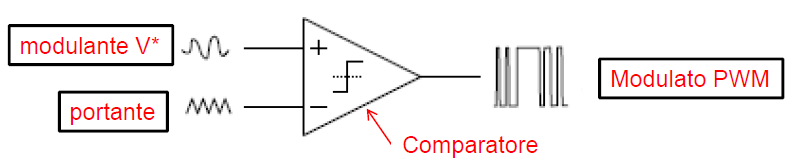 modulante V*
+
portante
−
Comparatore
Modulato PWM